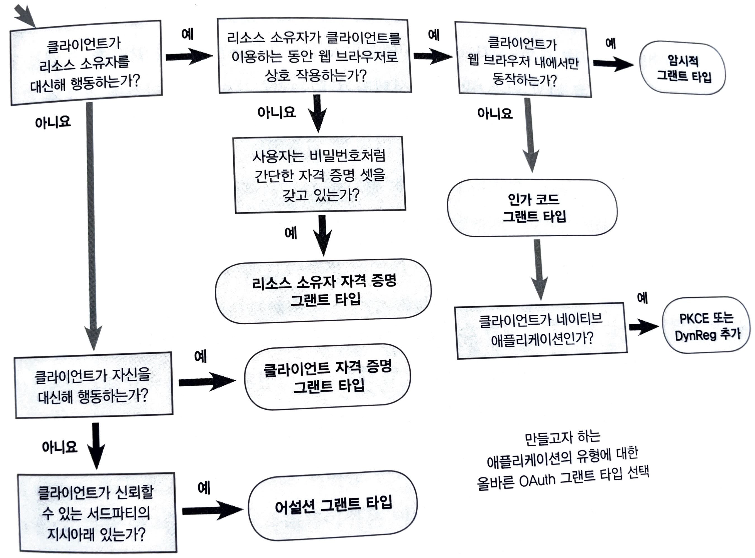 클라이언트가
리소스 소유자를
대신해 행동하는가?
예
리소스 소유자가 클라이언트를
이용하는 동안 웹 브라우저로
상호 작용하는가?
예
클라이언트가
웹 브라우저 내에서만
동작하는가?
예
암시적
그랜트 타입
아니요
아니요
아니요
사용자는 비밀번호처럼
간단한 자격 증명 셋을
갖고 있는가?
인가 코드
그랜트 타입
예
리소스 소유자 자격 증명
그랜트 타입
클라이언트가 네이티브
애플리케이션인가?
예
PKCE 또는
DynReg 추가
클라이언트가 자신을
대신해 행동하는가?
예
클라이언트 자격 증명
그랜트 타입
아니요
클라이언트가 신뢰할
수 있는 서드파티의
지시아래 있는가?
예
어설션 그랜트 타입
만들고자 하는
애플리케이션의 유형에 대한
올바른 OAuth 그랜트 타입 선택